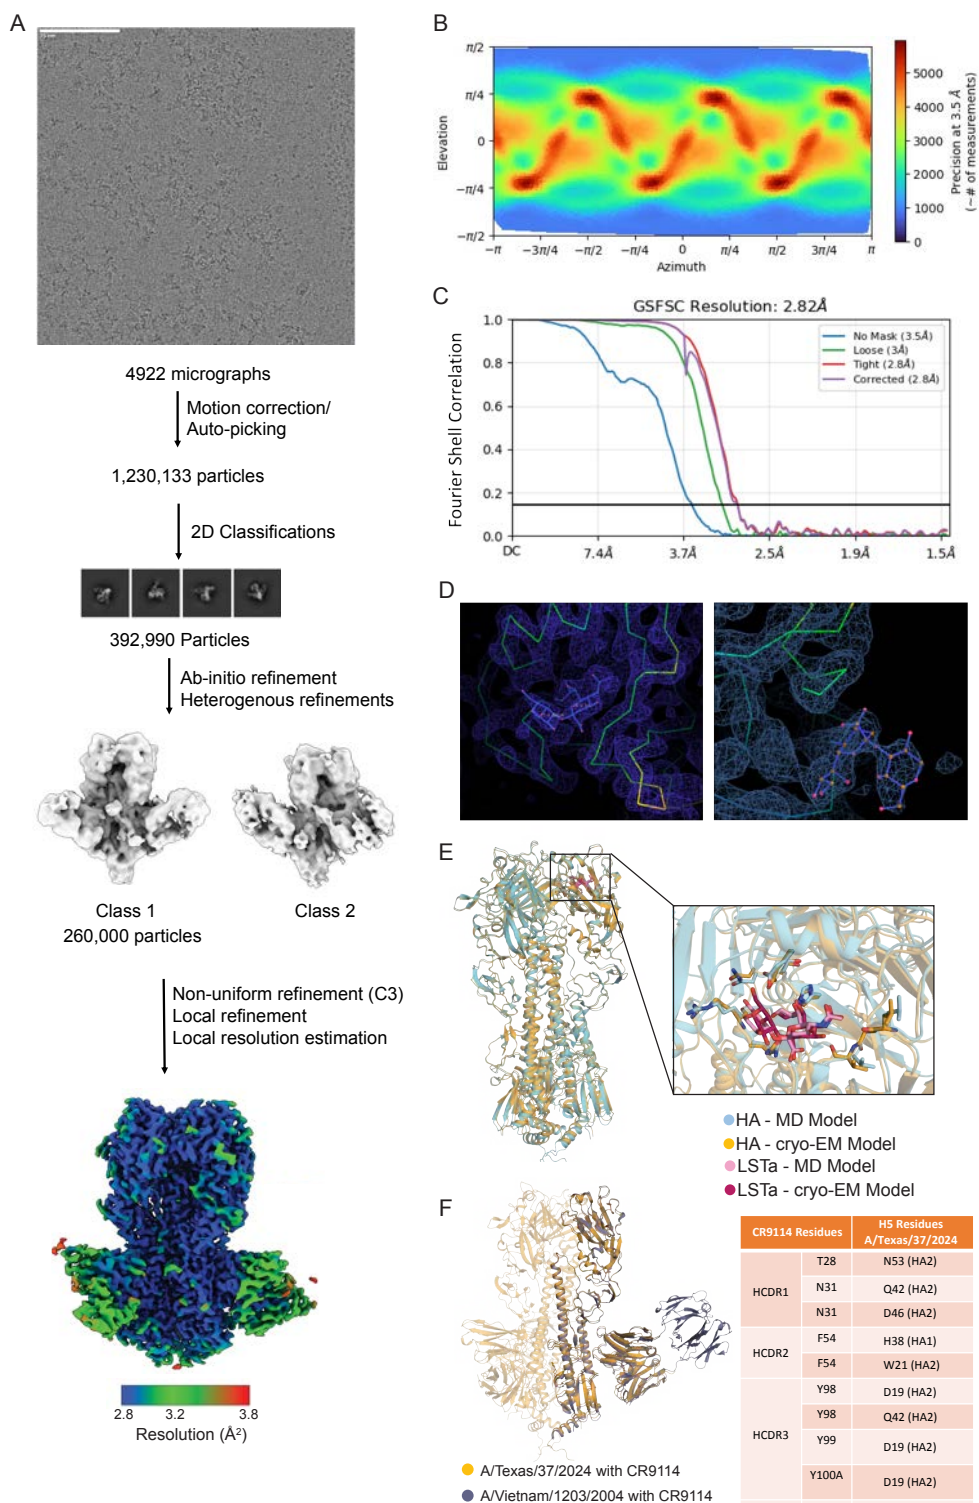 A
4922 micrographs
Motion correction/
Auto-picking
1,230,133 particles
2D Classifications
392,990 Particles
Ab-initio refinement
Heterogenous refinements
Class 1
Class 2
260,000 particles
Non-uniform refinement (C3)
Local refinement
Local resolution estimation
2.8
3.2
3.8
Resolution (Å²)
B
π/2
π/4
0
−π/4
−π/2
Elevation
−π
−3π/4
−π/2
−π/4
0
π/4
π/2
3π/4
π
Azimuth
5000
4000
3000
2000
1000
0
Precision at 3.5 Å
(~# of measurements)
C
GSFSC Resolution: 2.82Å
Fourier Shell Correlation
1.0
0.8
0.6
0.4
0.2
0.0
DC
7.4Å
3.7Å
2.5Å
1.9Å
1.5Å
No Mask (3.5Å)
Loose (3Å)
Tight (2.8Å)
Corrected (2.8Å)
D
E
HA - MD Model
HA - cryo-EM Model
LSTa - MD Model
LSTa - cryo-EM Model
F
A/Texas/37/2024 with CR9114
A/Vietnam/1203/2004 with CR9114
CR9114 Residues
H5 Residues
A/Texas/37/2024
HCDR1
T28
N53 (HA2)
N31
Q42 (HA2)
N31
D46 (HA2)
HCDR2
F54
H38 (HA1)
F54
W21 (HA2)
HCDR3
Y98
D19 (HA2)
Y98
Q42 (HA2)
Y99
D19 (HA2)
Y100A
D19 (HA2)